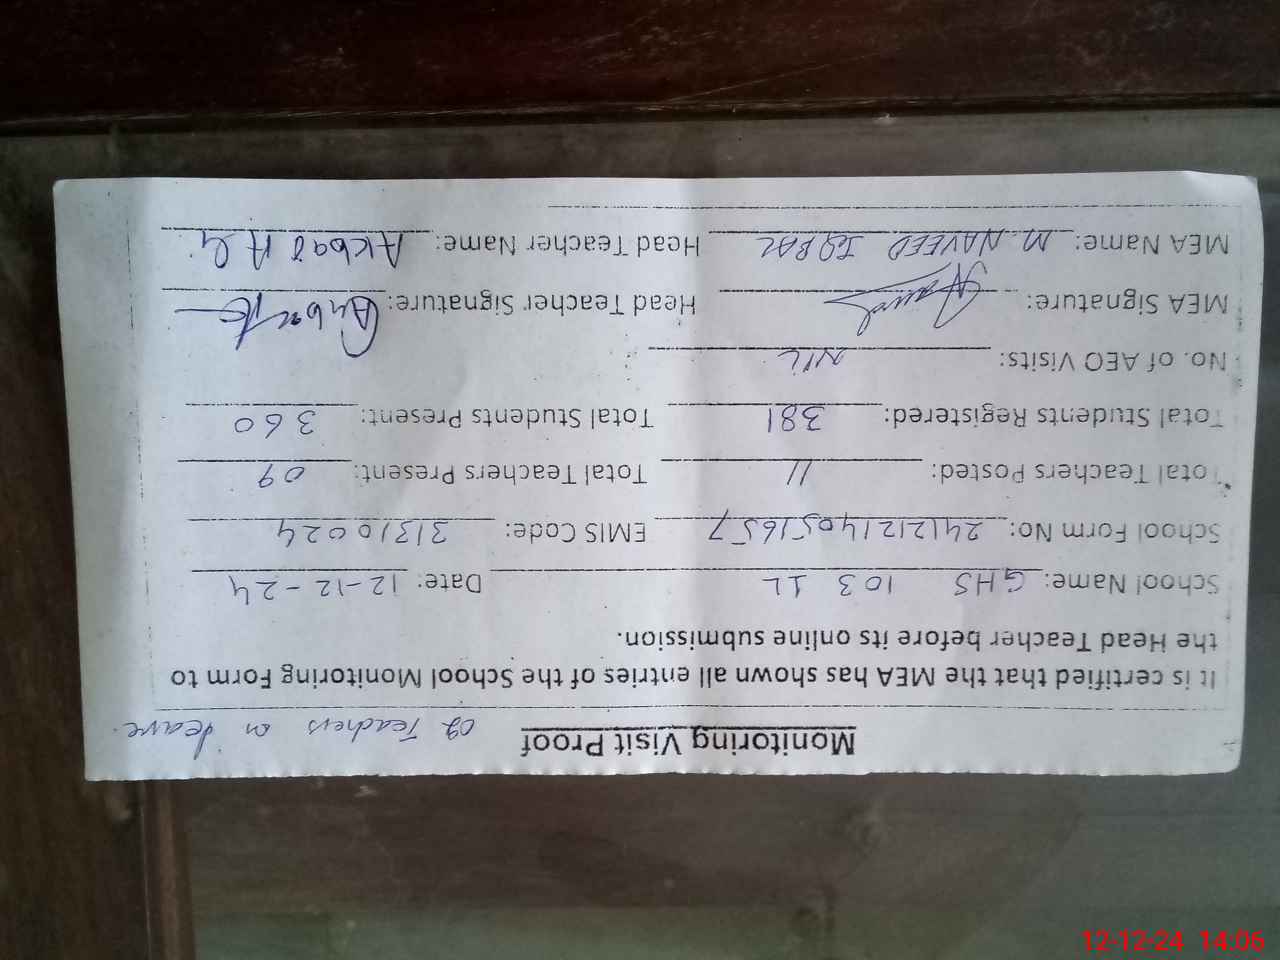 Monitoring Visit Proof 02 Teachers on leave.
It is certified that the MEA has shown all entries of the School Monitoring Form to
the Head Teacher before its online submission.
School Name: GHS 103 1L Date: 12-12-24
School Form No: 24121214051657 EMIS Code: 31310024
Total Teachers Posted: 11 Total Teachers Present: 09
Total Students Registered: 381 Total Students Present: 360
No. of AEO Visits: Nil
MEA Signature: Head Teacher Signature:
MEA Name: M. NAVEED IQBAL Head Teacher Name: Akbar Ali
12-12-24 14:06